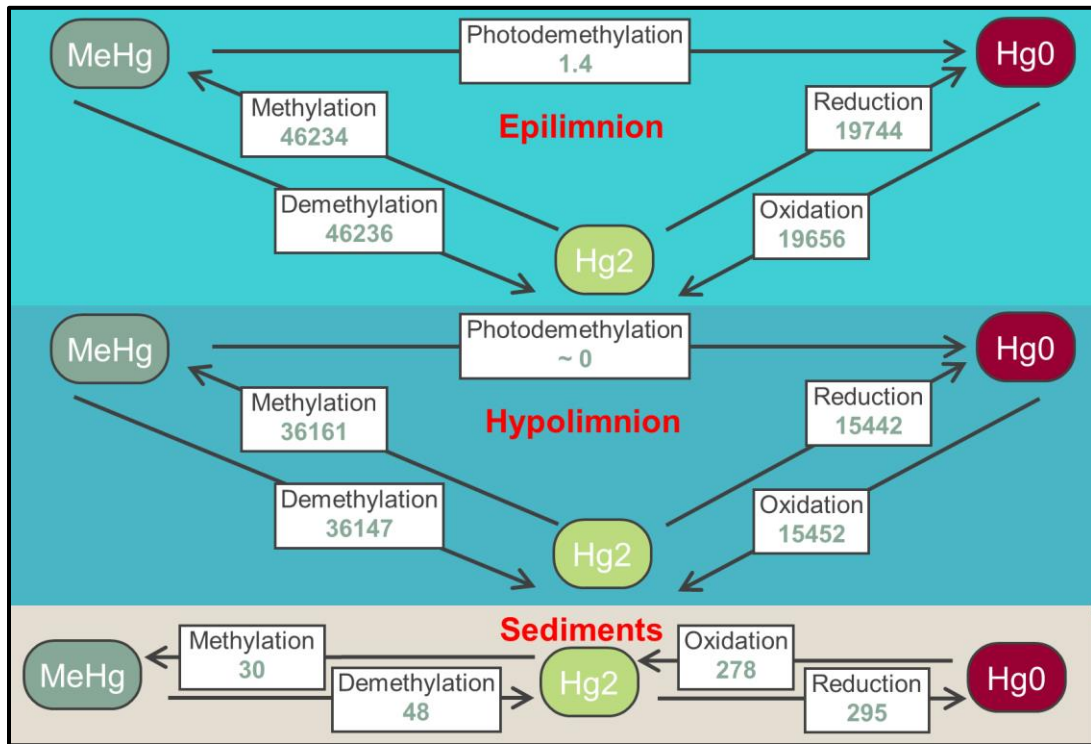 MeHg
Photodemethylation
1.4
Hg0
Methylation
46234
Epilimnion
Reduction
19744
Demethylation
46236
Hg2
Oxidation
19656
MeHg
Photodemethylation
~ 0
Hg0
Methylation
36161
Hypolimnion
Reduction
15442
Demethylation
36147
Hg2
Oxidation
15452
Sediments
MeHg
Methylation
30
Demethylation
48
Hg2
Oxidation
278
Reduction
295
Hg0